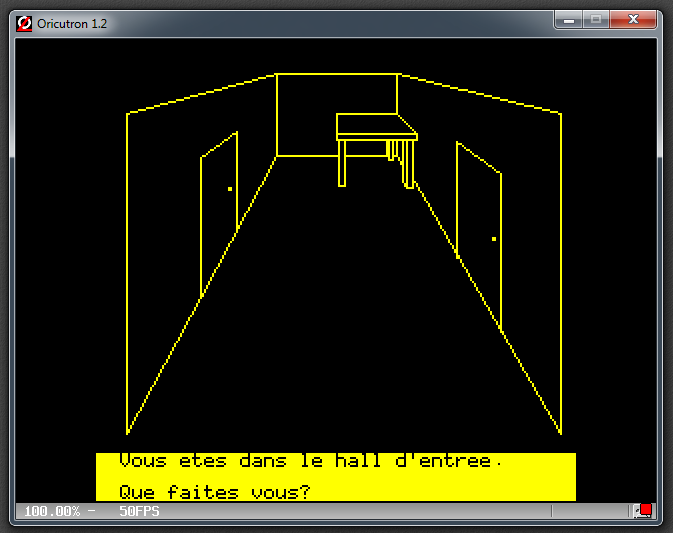 Oricutron 1.2
Vous etes dans le hall d'entree.
Que faites vous?
100.00% - 50FPS